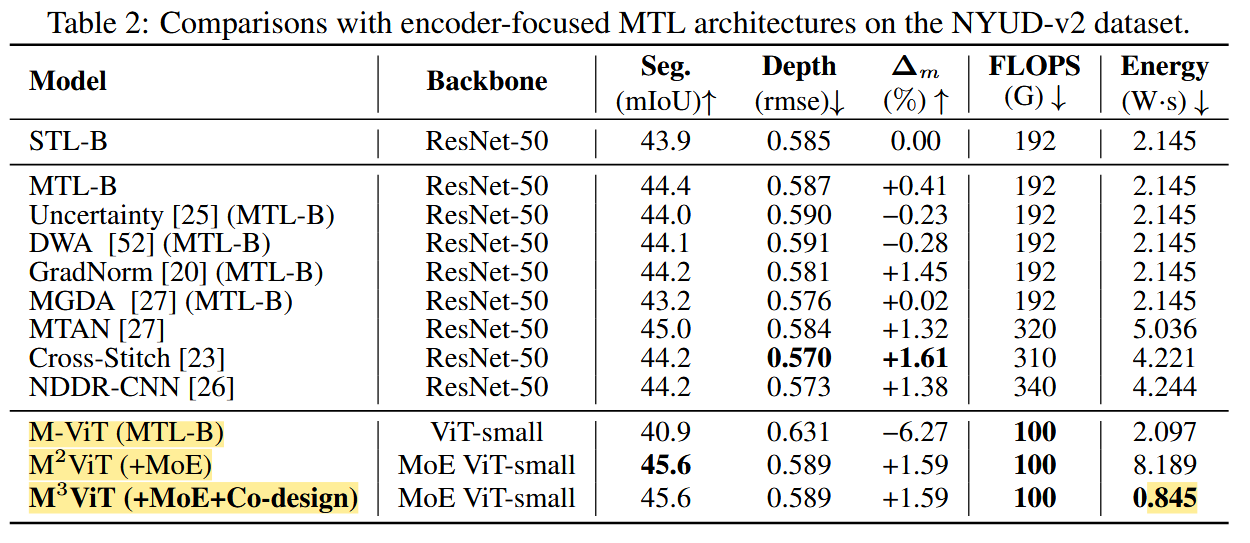 Table 2: Comparisons with encoder-focused MTL architectures on the NYUD-v2 dataset.
Model Backbone Seg. (mIoU)↑ Depth (rmse)↓ Δm (%) ↑ FLOPS (G) ↓ Energy (W·s) ↓
STL-B ResNet-50 43.9 0.585 0.00 192 2.145
MTL-B ResNet-50 44.4 0.587 +0.41 192 2.145
Uncertainty [25] (MTL-B) ResNet-50 44.0 0.590 −0.23 192 2.145
DWA [52] (MTL-B) ResNet-50 44.1 0.591 −0.28 192 2.145
GradNorm [20] (MTL-B) ResNet-50 44.2 0.581 +1.45 192 2.145
MGDA [27] (MTL-B) ResNet-50 43.2 0.576 +0.02 192 2.145
MTAN [27] ResNet-50 45.0 0.584 +1.32 320 5.036
Cross-Stitch [23] ResNet-50 44.2 0.570 +1.61 310 4.221
NDDR-CNN [26] ResNet-50 44.2 0.573 +1.38 340 4.244
M-ViT (MTL-B) ViT-small 40.9 0.631 −6.27 100 2.097
M²ViT (+MoE) MoE ViT-small 45.6 0.589 +1.59 100 8.189
M³ViT (+MoE+Co-design) MoE ViT-small 45.6 0.589 +1.59 100 0.845